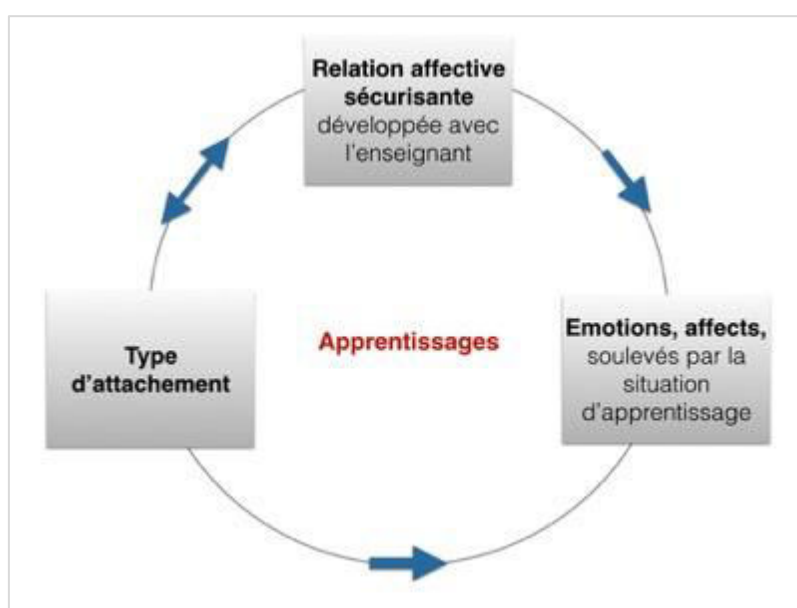 Relation affective
sécurisante
développée avec
l'enseignant
Apprentissages
Type
d'attachement
Emotions, affects,
soulevés par la
situation
d'apprentissage